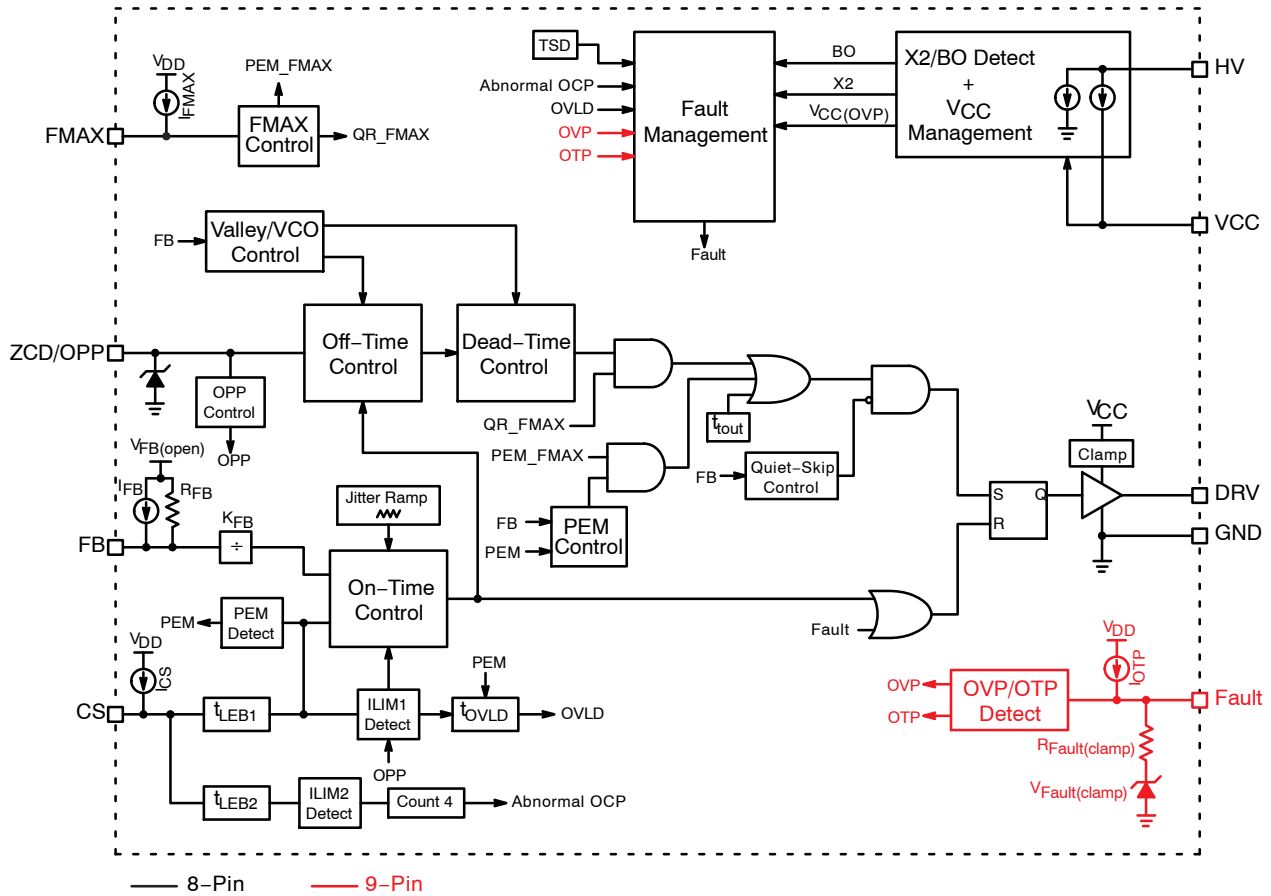 VDD
IFMAX
PEM_FMAX
FMAX
FMAX
Control
QR_FMAX
TSD
Abnormal OCP
OVLD
OVP
OTP
Fault
Management
Fault
BO
X2
VCC(OVP)
X2/BO Detect
+
VCC
Management
HV
VCC
FB
Valley/VCO
Control
ZCD/OPP
Off-Time
Control
Dead-Time
Control
OPP
Control
OPP
QR_FMAX
PEM_FMAX
ttout
FB
Quiet-Skip
Control
FB
PEM
PEM
Control
S
R
Q
VCC
Clamp
DRV
GND
VFB(open)
IFB
RFB
FB
KFB
÷
Jitter Ramp
On-Time
Control
PEM
PEM
Detect
Fault
VDD
ICS
CS
tLEB1
ILIM1
Detect
OPP
PEM
tOVLD
OVLD
tLEB2
ILIM2
Detect
Count 4
Abnormal OCP
VDD
IOTP
OVP
OTP
OVP/OTP
Detect
Fault
RFault(clamp)
VFault(clamp)
8-Pin
9-Pin